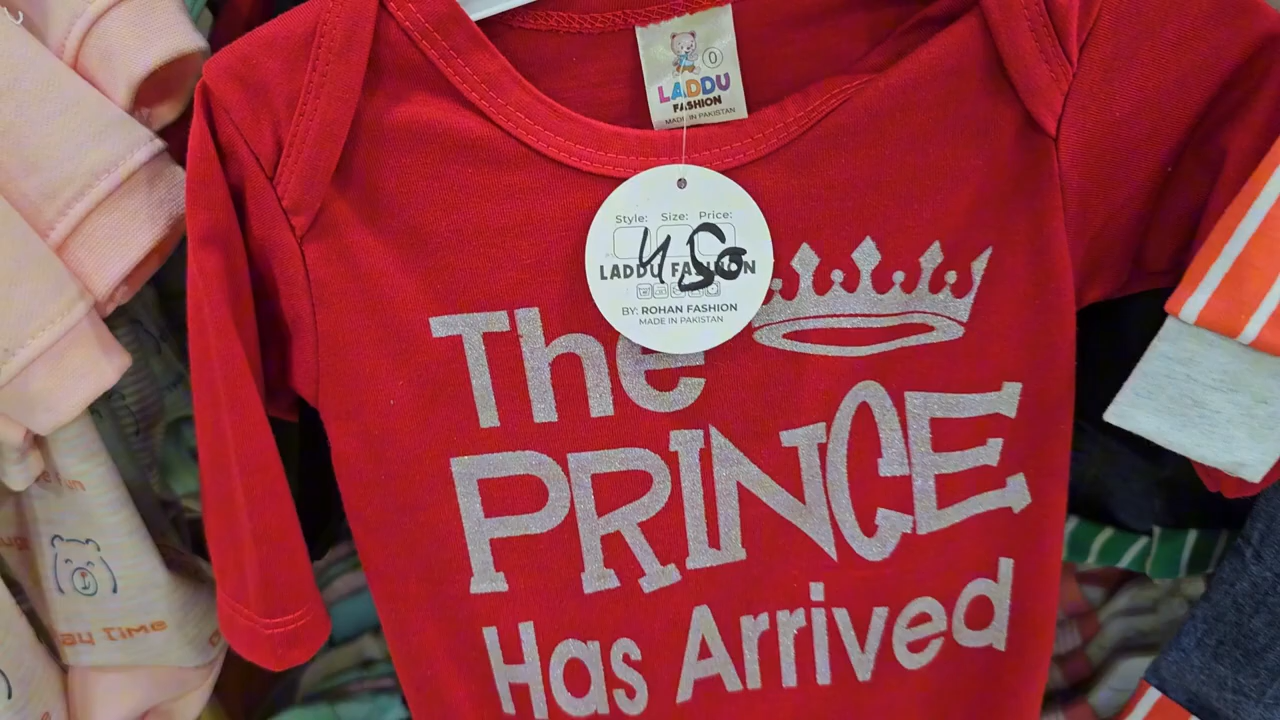 0
LADDU
FASHION
MADE IN PAKISTAN
Style: Size: Price:
450
LADDU FASHION
BY: ROHAN FASHION
MADE IN PAKISTAN
The
PRINCE
Has Arrived